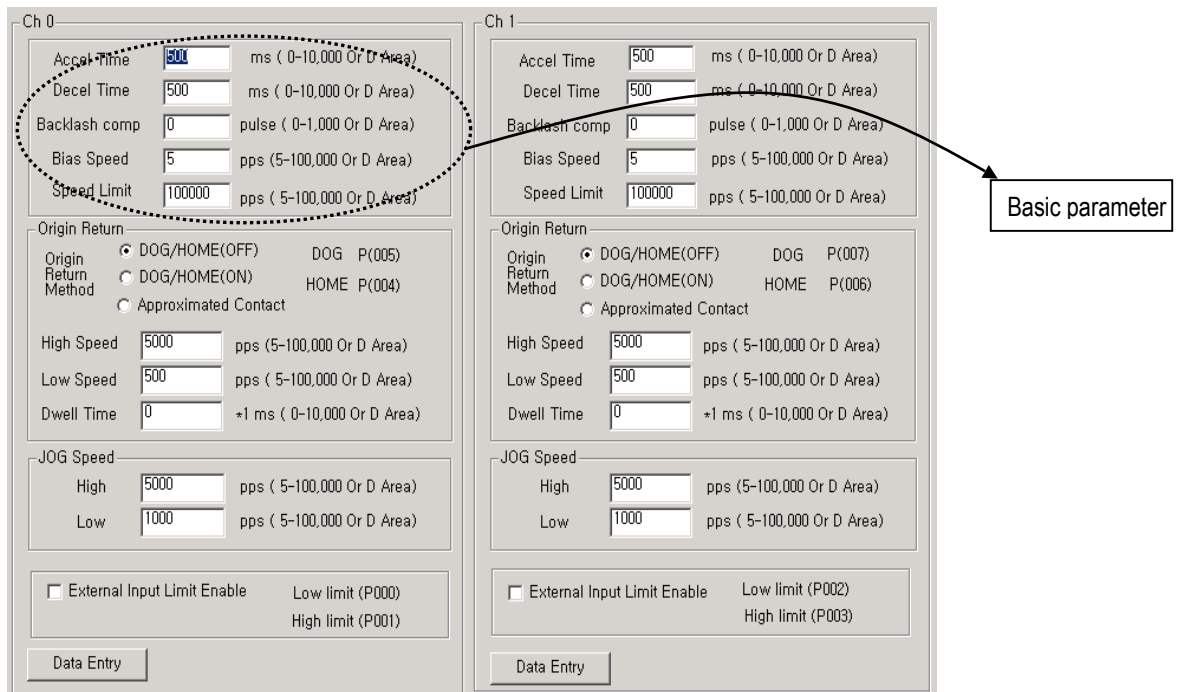 Ch 0
Accel Time 500 ms ( 0-10,000 Or D Area)
Decel Time 500 ms ( 0-10,000 Or D Area)
Backlash comp 0 pulse ( 0-1,000 Or D Area)
Bias Speed 5 pps (5-100,000 Or D Area)
Speed Limit 100000 pps ( 5-100,000 Or D Area)
Origin Return
Origin Return Method
DOG/HOME(OFF) DOG P(005)
DOG/HOME(ON) HOME P(004)
Approximated Contact
High Speed 5000 pps (5-100,000 Or D Area)
Low Speed 500 pps ( 5-100,000 Or D Area)
Dwell Time 0 *1 ms ( 0-10,000 Or D Area)
JOG Speed
High 5000 pps ( 5-100,000 Or D Area)
Low 1000 pps ( 5-100,000 Or D Area)
External Input Limit Enable Low limit (P000)
High limit (P001)
Data Entry
Ch 1
Accel Time 500 ms ( 0-10,000 Or D Area)
Decel Time 500 ms ( 0-10,000 Or D Area)
Backlash comp 0 pulse ( 0-1,000 Or D Area)
Bias Speed 5 pps ( 5-100,000 Or D Area)
Speed Limit 100000 pps ( 5-100,000 Or D Area)
Origin Return
Origin Return Method
DOG/HOME(OFF) DOG P(007)
DOG/HOME(ON) HOME P(006)
Approximated Contact
High Speed 5000 pps ( 5-100,000 Or D Area)
Low Speed 500 pps ( 5-100,000 Or D Area)
Dwell Time 0 *1 ms ( 0-10,000 Or D Area)
JOG Speed
High 5000 pps (5-100,000 Or D Area)
Low 1000 pps ( 5-100,000 Or D Area)
External Input Limit Enable Low limit (P002)
High limit (P003)
Data Entry
Basic parameter